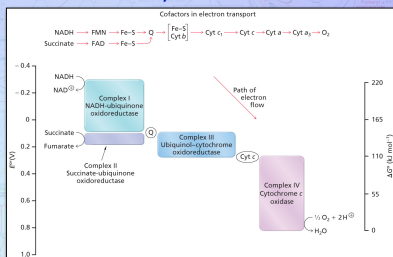 Cofactors in electron transport
NADH → FMN → Fe–S → Q → [Fe–S Cyt b] → Cyt c₁ → Cyt c → Cyt a → Cyt a₃ → O₂
Succinate → FAD → Fe–S
− 0.4
− 0.2
0
0.2
0.4
0.6
0.8
1.0
E°′(V)
NADH
NAD⊕
Complex I
NADH-ubiquinone
oxidoreductase
Succinate
Fumarate
Complex II
Succinate-ubiquinone
oxidoreductase
Q
Complex III
Ubiquinol–cytochrome c
oxidoreductase
Path of
electron
flow
Cyt c
Complex IV
Cytochrome c
oxidase
½ O₂ + 2H⊕
H₂O
220
165
110
55
0
ΔG°′ (kJ mol⁻¹)